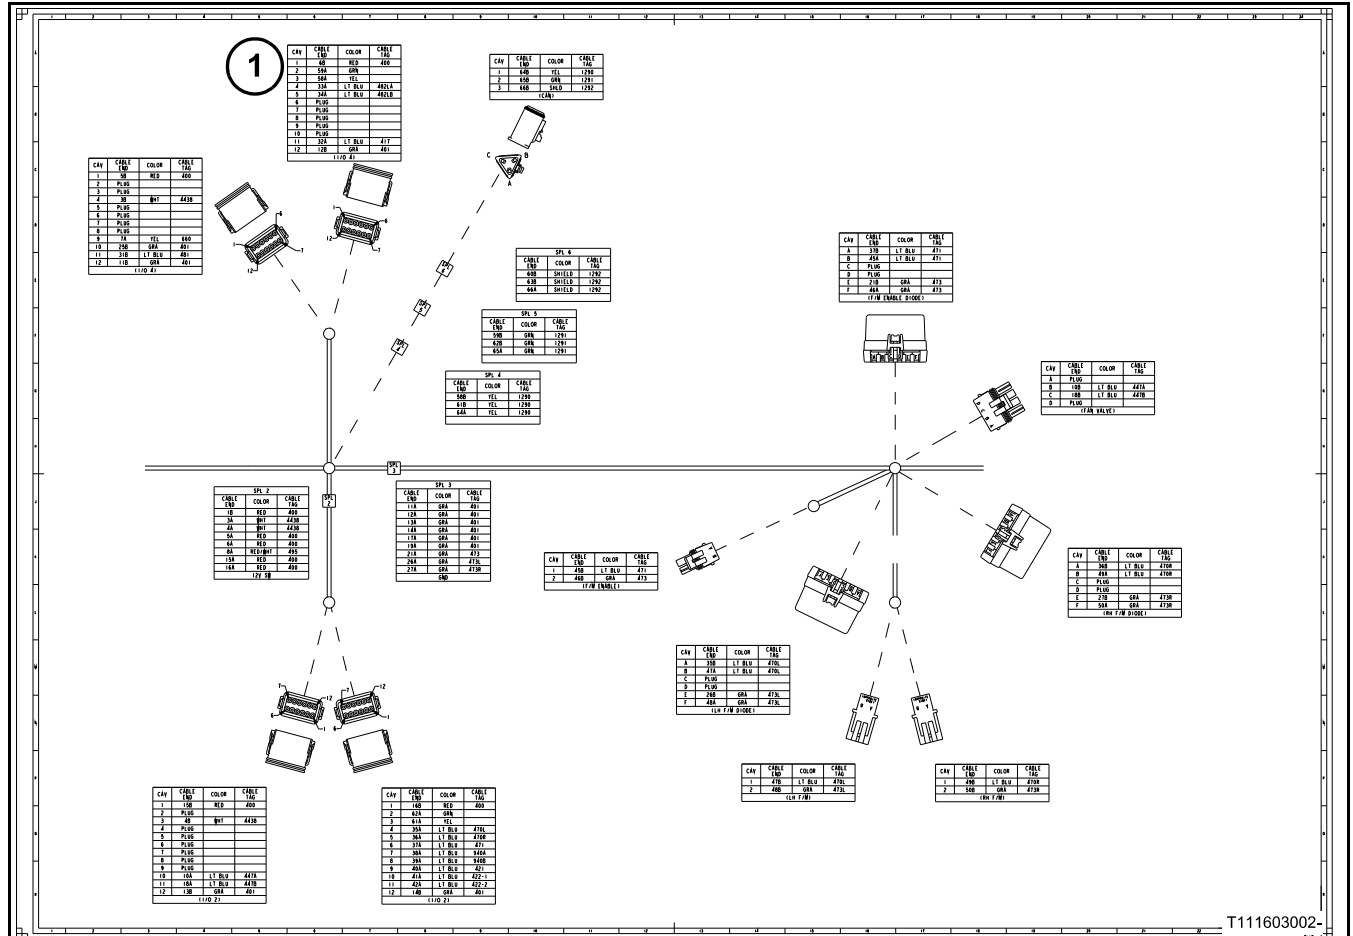 1
CAV CABLE END COLOR CABLE TAG
1 6B RED 400
2 59A GRN
3 58A YEL
4 33A LT BLU 482LA
5 34A LT BLU 482LB
6 PLUG
7 PLUG
8 PLUG
9 PLUG
10 PLUG
11 32A LT BLU 417
12 12B GRA 401
(I/O 4)
CAV CABLE END COLOR CABLE TAG
1 64B YEL 1290
2 65B GRN 1291
3 66B SHLD 1292
(CAN)
C B
A
CAV CABLE END COLOR CABLE TAG
1 5B RED 400
2 PLUG
3 PLUG
4 3B WHT 443B
5 PLUG
6 PLUG
7 PLUG
8 PLUG
9 7A YEL 660
10 25B GRA 401
11 31B LT BLU 481
12 11B GRA 401
(I/O 4)
6
1
7
12
1
6
12
7
SPL 6
CABLE END COLOR CABLE TAG
60B SHIELD 1292
63B SHIELD 1292
66A SHIELD 1292
SPL 5
CABLE END COLOR CABLE TAG
59B GRN 1291
62B GRN 1291
65A GRN 1291
SPL 4
CABLE END COLOR CABLE TAG
58B YEL 1290
61B YEL 1290
64A YEL 1290
CAV CABLE END COLOR CABLE TAG
A 37B LT BLU 471
B 45A LT BLU 471
C PLUG
D PLUG
E 21B GRA 473
F 46A GRA 473
(F/W ENABLE DIODE)
CAV CABLE END COLOR CABLE TAG
A PLUG
B 10B LT BLU 447A
C 18B LT BLU 447B
D PLUG
(FAN VALVE)
SPL 3
SPL 2
SPL 2
CABLE END COLOR CABLE TAG
1B RED 400
3A WHT 443B
4A WHT 443B
5A RED 400
6A RED 400
8A RED/WHT 495
15A RED 400
16A RED 400
12V SW
SPL 3
CABLE END COLOR CABLE TAG
11A GRA 401
12A GRA 401
13A GRA 401
14A GRA 401
17A GRA 401
19A GRA 401
21A GRA 473
26A GRA 473L
27A GRA 473R
GND
CAV CABLE END COLOR CABLE TAG
1 45B LT BLU 471
2 46B GRA 473
(F/W ENABLE)
CAV CABLE END COLOR CABLE TAG
A 36B LT BLU 470R
B 49A LT BLU 470R
C PLUG
D PLUG
E 27B GRA 473R
F 50A GRA 473R
(RH F/W DIODE)
CAV CABLE END COLOR CABLE TAG
A 35B LT BLU 470L
B 47A LT BLU 470L
C PLUG
D PLUG
E 26B GRA 473L
F 48A GRA 473L
(LH F/W DIODE)
7 12
6 1
7 12
6 1
CAV CABLE END COLOR CABLE TAG
1 47B LT BLU 470L
2 48B GRA 473L
(LH F/W)
CAV CABLE END COLOR CABLE TAG
1 49B LT BLU 470R
2 50B GRA 473R
(RH F/W)
CAV CABLE END COLOR CABLE TAG
1 15B RED 400
2 PLUG
3 4B WHT 443B
4 PLUG
5 PLUG
6 PLUG
7 PLUG
8 PLUG
9 PLUG
10 10A LT BLU 447A
11 18A LT BLU 447B
12 13B GRA 401
(I/O 2)
CAV CABLE END COLOR CABLE TAG
1 16B RED 400
2 62A GRN
3 61A YEL
4 35A LT BLU 470L
5 36A LT BLU 470R
6 37A LT BLU 471
7 38A LT BLU 940A
8 39A LT BLU 940B
9 40A LT BLU 421
10 41A LT BLU 422-1
11 42A LT BLU 422-2
12 14B GRA 401
(I/O 2)
T111603002-